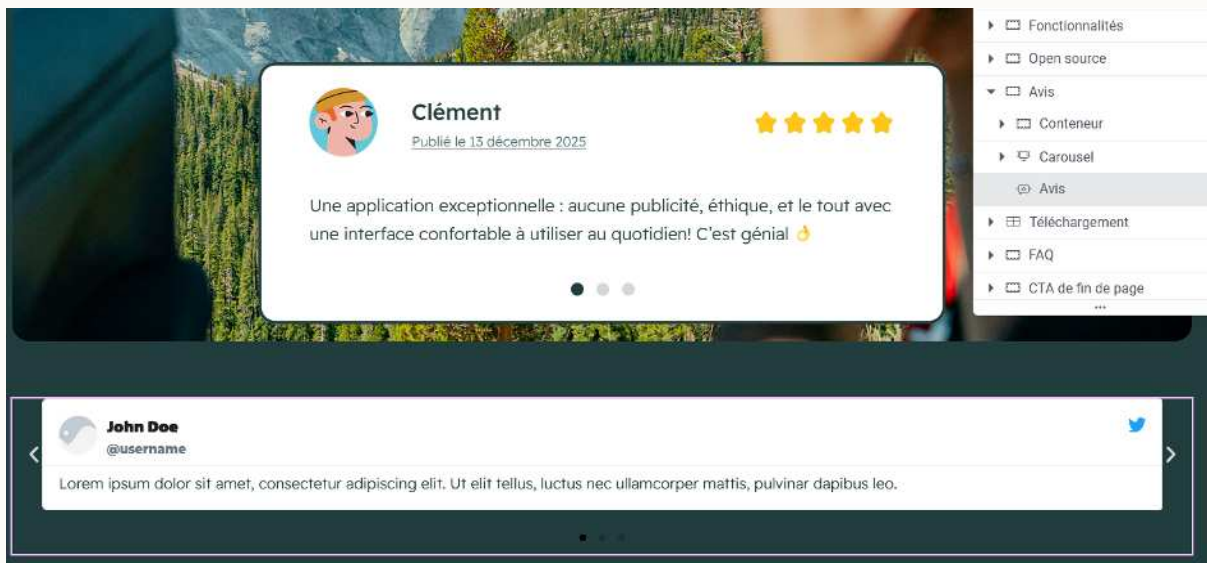 Clément
Publié le 13 décembre 2025
Une application exceptionnelle : aucune publicité, éthique, et le tout avec
une interface confortable à utiliser au quotidien! C'est génial 👌
Fonctionnalités
Open source
Avis
Conteneur
Carousel
Avis
Téléchargement
FAQ
CTA de fin de page
...
John Doe
@username
Lorem ipsum dolor sit amet, consectetur adipiscing elit. Ut elit tellus, luctus nec ullamcorper mattis, pulvinar dapibus leo.